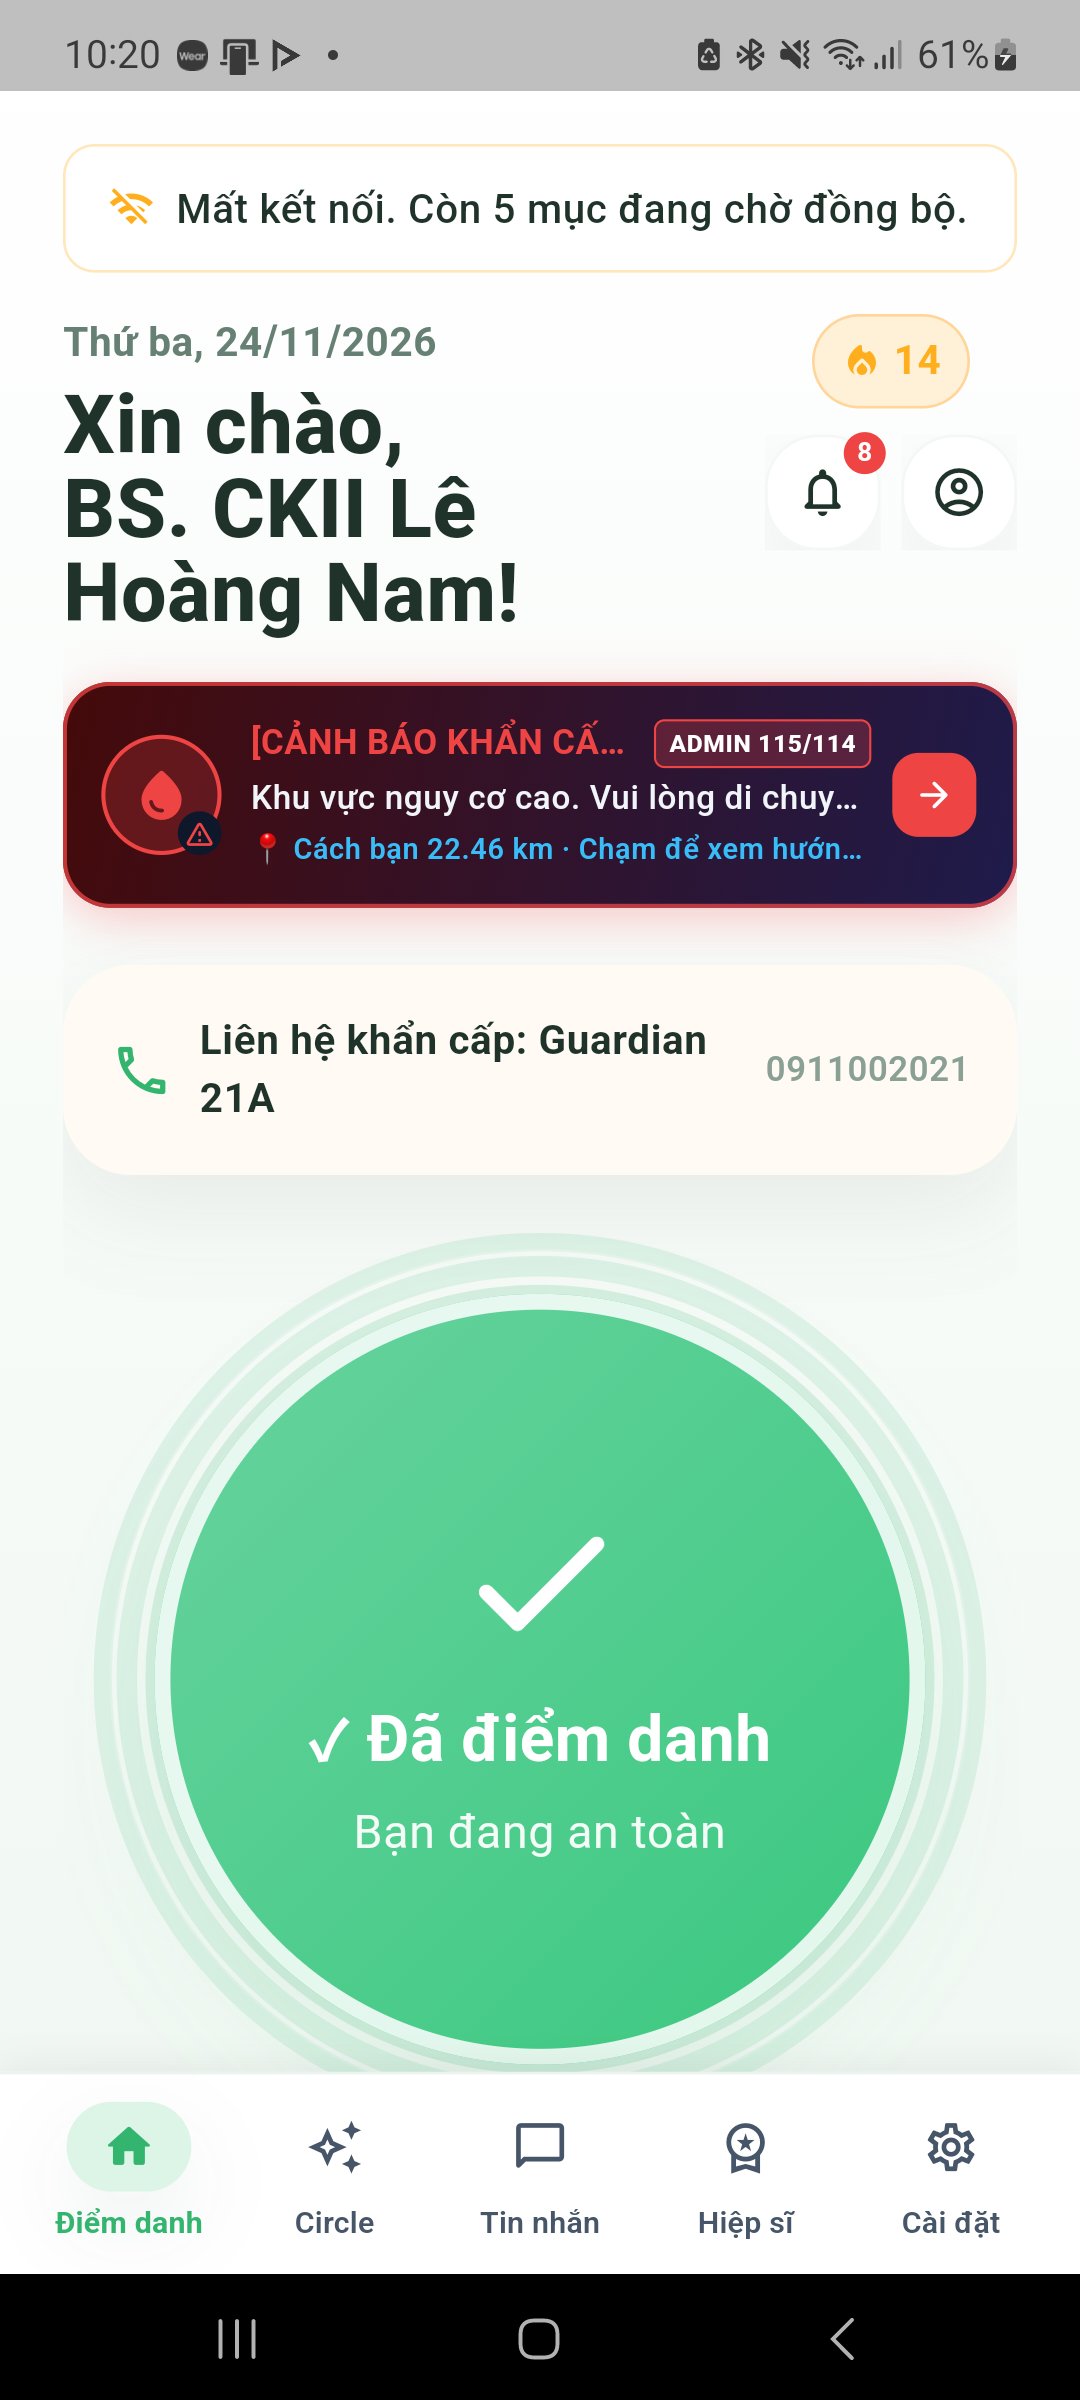 10:20
Wear
61%
Mất kết nối. Còn 5 mục đang chờ đồng bộ.
Thứ ba, 24/11/2026
14
Xin chào,
BS. CKII Lê
Hoàng Nam!
8
[CẢNH BÁO KHẨN CẤ...
ADMIN 115/114
Khu vực nguy cơ cao. Vui lòng di chuy...
📍 Cách bạn 22.46 km · Chạm để xem hướn...
Liên hệ khẩn cấp: Guardian
21A
0911002021
✓ Đã điểm danh
Bạn đang an toàn
Điểm danh
Circle
Tin nhắn
Hiệp sĩ
Cài đặt